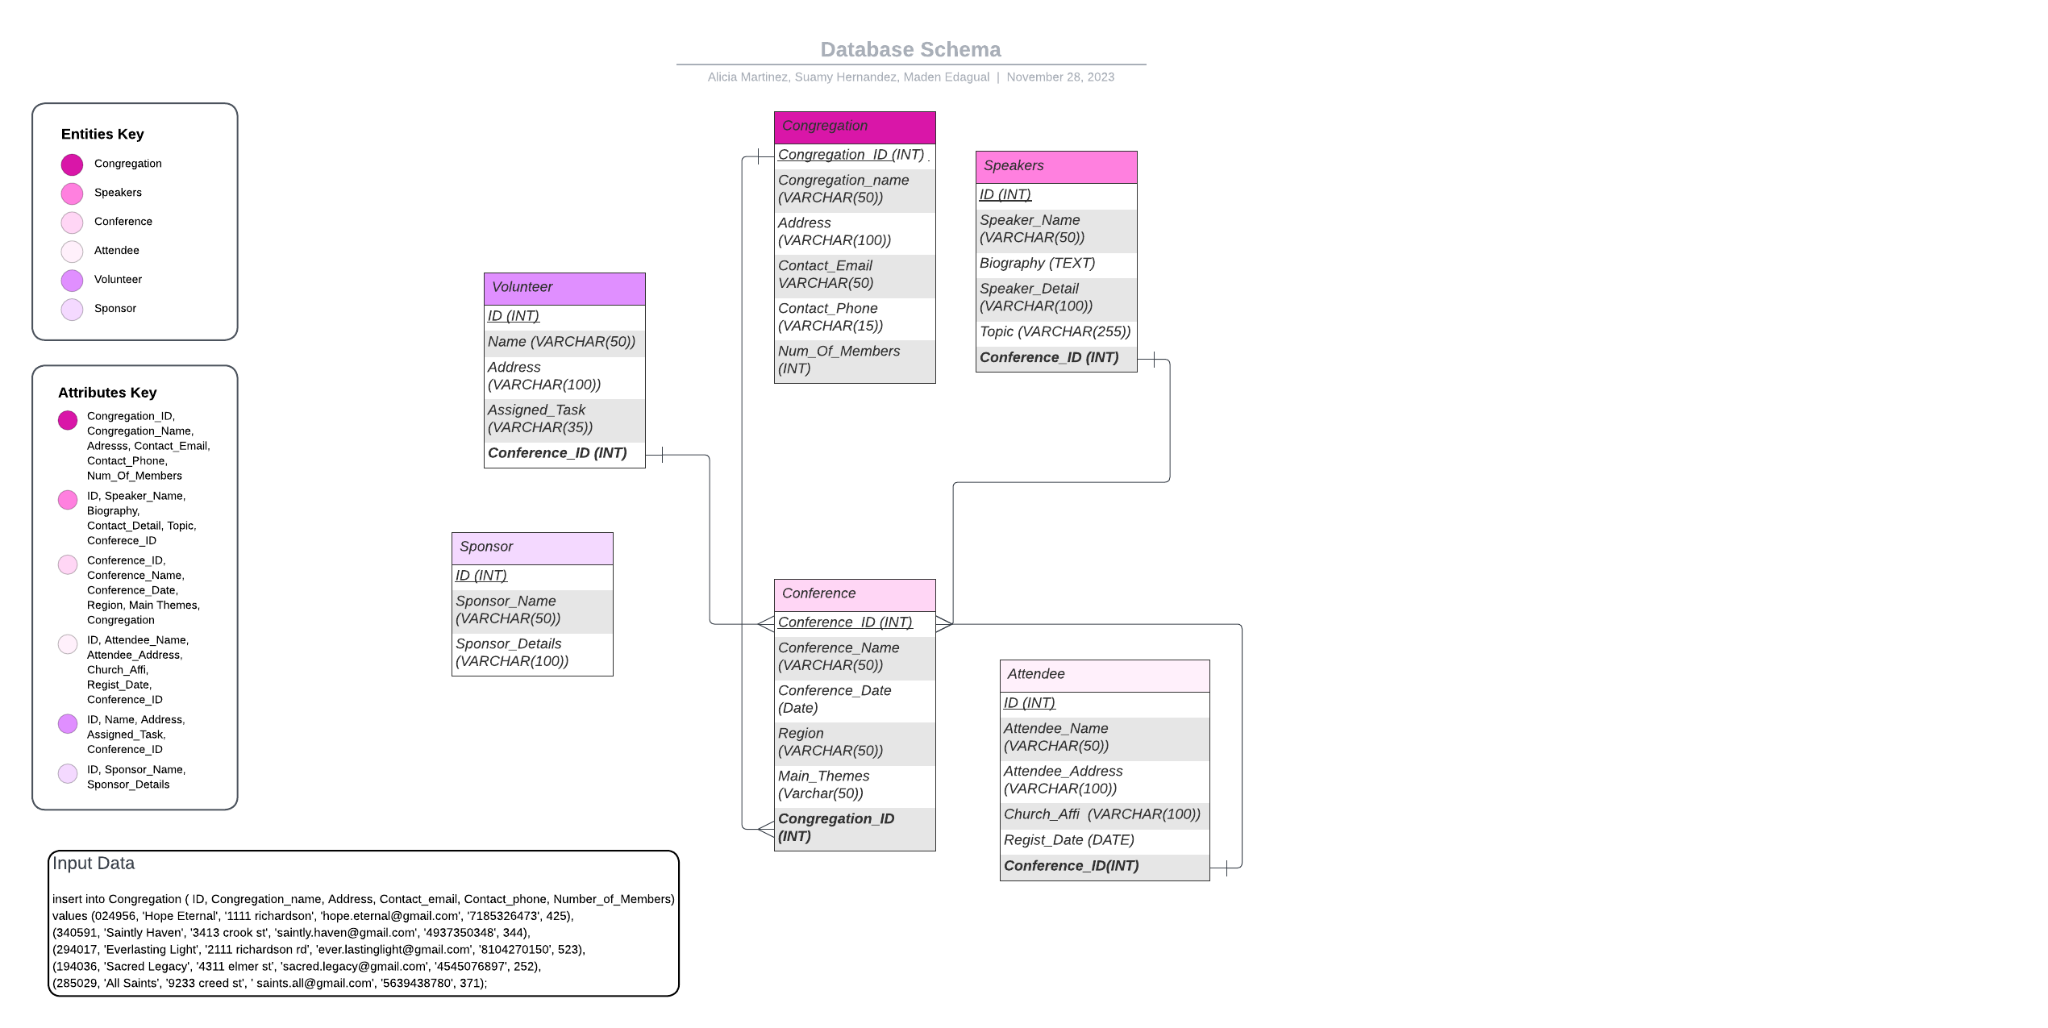 Database Schema
Alicia Martinez, Suamy Hernandez, Maden Edagual | November 28, 2023
Entities Key
Congregation
Speakers
Conference
Attendee
Volunteer
Sponsor
Attributes Key
Congregation_ID,
Congregation_Name,
Adresss, Contact_Email,
Contact_Phone,
Num_Of_Members
ID, Speaker_Name,
Biography,
Contact_Detail, Topic,
Conferece_ID
Conference_ID,
Conference_Name,
Conference_Date,
Region, Main Themes,
Congregation
ID, Attendee_Name,
Attendee_Address,
Church_Affi,
Regist_Date,
Conference_ID
ID, Name, Address,
Assigned_Task,
Conference_ID
ID, Sponsor_Name,
Sponsor_Details
Volunteer
ID (INT)
Name (VARCHAR(50))
Address
(VARCHAR(100))
Assigned_Task
(VARCHAR(35))
Conference_ID (INT)
Sponsor
ID (INT)
Sponsor_Name
(VARCHAR(50))
Sponsor_Details
(VARCHAR(100))
Congregation
Congregation_ID (INT) .
Congregation_name
(VARCHAR(50))
Address
(VARCHAR(100))
Contact_Email
VARCHAR(50)
Contact_Phone
(VARCHAR(15))
Num_Of_Members
(INT)
Speakers
ID (INT)
Speaker_Name
(VARCHAR(50))
Biography (TEXT)
Speaker_Detail
(VARCHAR(100))
Topic (VARCHAR(255))
Conference_ID (INT)
Conference
Conference_ID (INT)
Conference_Name
(VARCHAR(50))
Conference_Date
(Date)
Region
(VARCHAR(50))
Main_Themes
(Varchar(50))
Congregation_ID
(INT)
Attendee
ID (INT)
Attendee_Name
(VARCHAR(50))
Attendee_Address
(VARCHAR(100))
Church_Affi (VARCHAR(100))
Regist_Date (DATE)
Conference_ID(INT)
Input Data
insert into Congregation ( ID, Congregation_name, Address, Contact_email, Contact_phone, Number_of_Members)
values (024956, 'Hope Eternal', '1111 richardson', 'hope.eternal@gmail.com', '7185326473', 425),
(340591, 'Saintly Haven', '3413 crook st', 'saintly.haven@gmail.com', '4937350348', 344),
(294017, 'Everlasting Light', '2111 richardson rd', 'ever.lastinglight@gmail.com', '8104270150', 523),
(194036, 'Sacred Legacy', '4311 elmer st', 'sacred.legacy@gmail.com', '4545076897', 252),
(285029, 'All Saints', '9233 creed st', ' saints.all@gmail.com', '5639438780', 371);